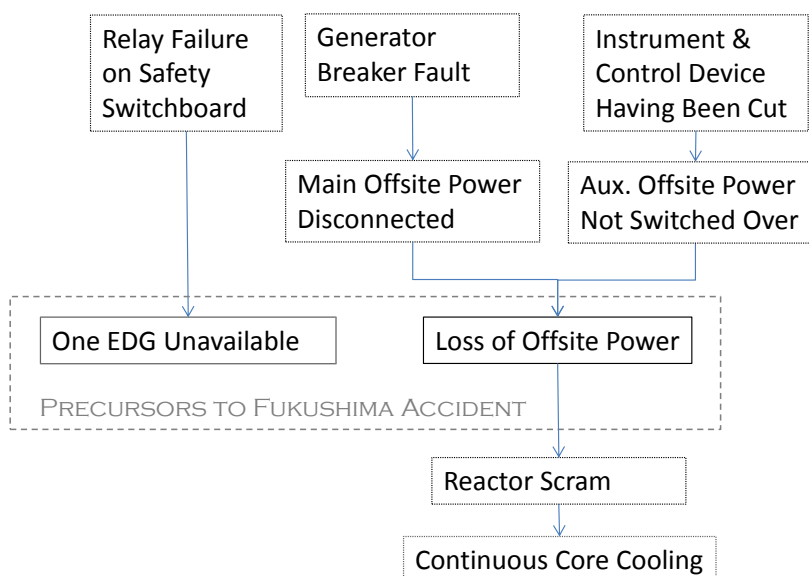 Relay Failure
on Safety
Switchboard
Generator
Breaker Fault
Instrument &
Control Device
Having Been Cut
Main Offsite Power
Disconnected
Aux. Offsite Power
Not Switched Over
One EDG Unavailable
Loss of Offsite Power
PRECURSORS TO FUKUSHIMA ACCIDENT
Reactor Scram
Continuous Core Cooling